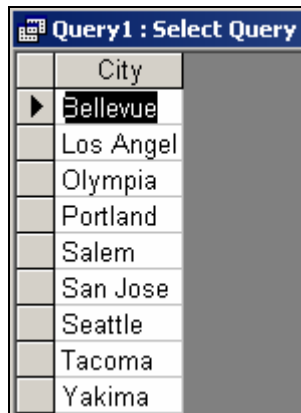 Query1 : Select Query
City
Bellevue
Los Angel
Olympia
Portland
Salem
San Jose
Seattle
Tacoma
Yakima